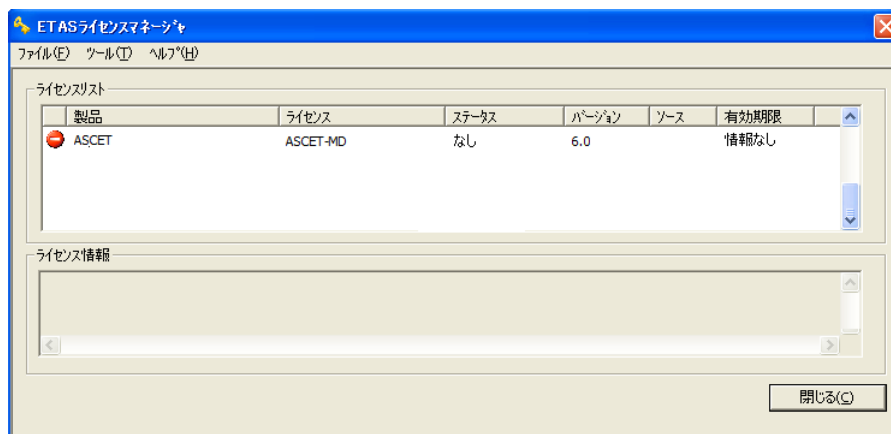 ETASライセンスマネージャ
ファイル(F) ツール(T) ヘルプ(H)
ライセンスリスト
製品 ライセンス ステータス バージョン ソース 有効期限
ASCET ASCET-MD なし 6.0 情報なし
ライセンス情報
閉じる(C)